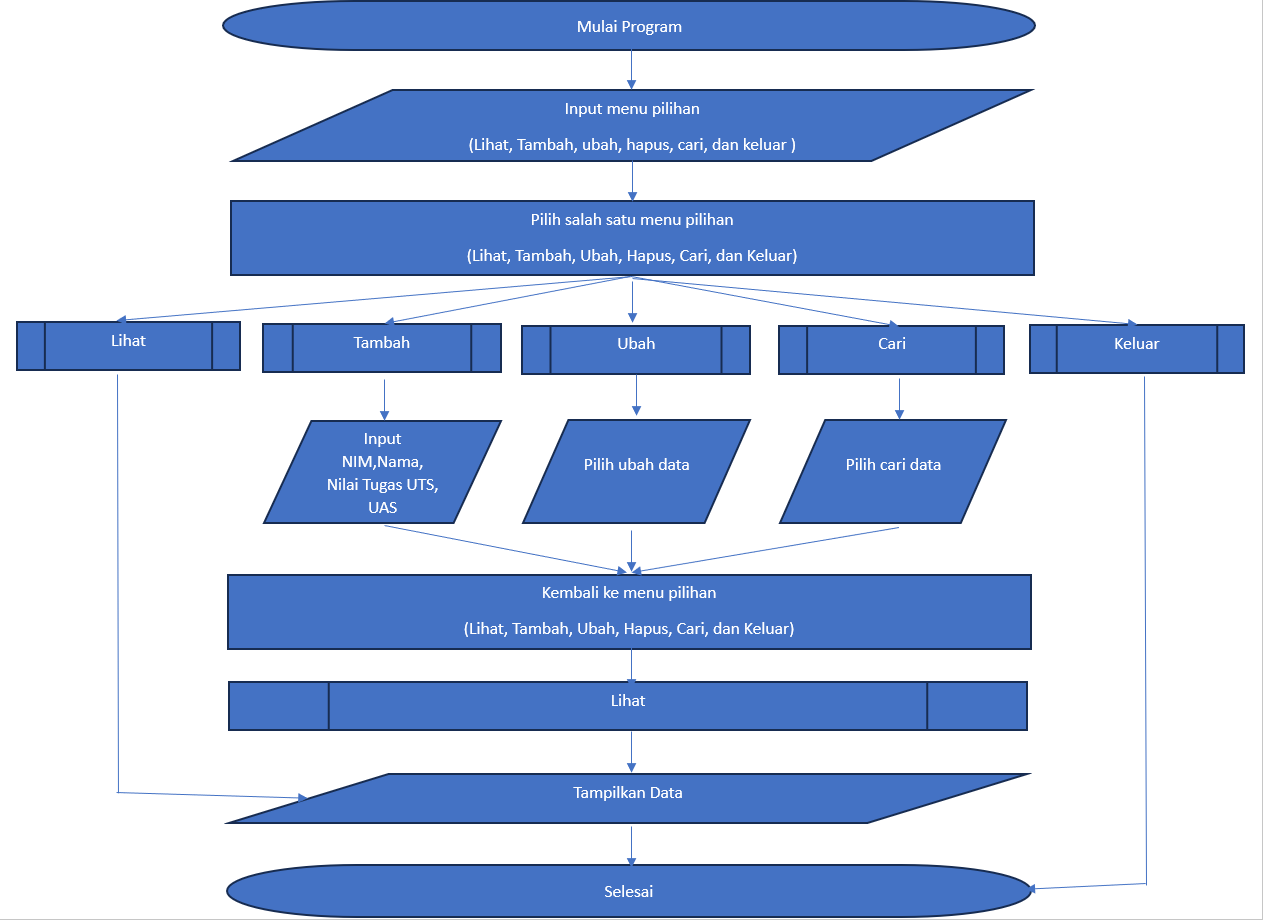 Mulai Program
Input menu pilihan
(Lihat, Tambah, ubah, hapus, cari, dan keluar )
Pilih salah satu menu pilihan
(Lihat, Tambah, Ubah, Hapus, Cari, dan Keluar)
Lihat
Tambah
Ubah
Cari
Keluar
Input
NIM,Nama,
Nilai Tugas UTS,
UAS
Pilih ubah data
Pilih cari data
Kembali ke menu pilihan
(Lihat, Tambah, Ubah, Hapus, Cari, dan Keluar)
Lihat
Tampilkan Data
Selesai